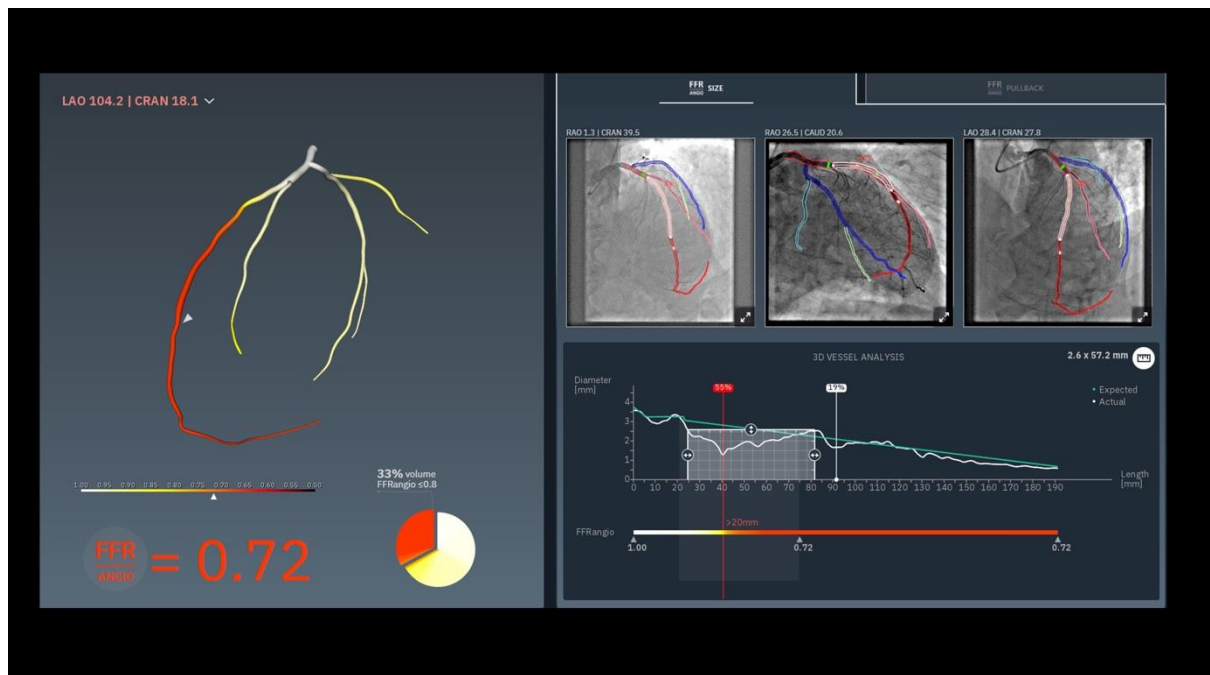 LAO 104.2 | CRAN 18.1
33% volume
FFRangio ≤0.8
1.00 0.95 0.90 0.85 0.80 0.75 0.70 0.65 0.60 0.55 0.50
FFR
ANGIO
= 0.72
FFR
ANGIO
SIZE
FFR
ANGIO
PULLBACK
RAO 1.3 | CRAN 39.5
RAO 26.5 | CAUD 20.6
LAO 28.4 | CRAN 27.8
3D VESSEL ANALYSIS
2.6 x 57.2 mm
Diameter
[mm]
55%
19%
Expected
Actual
4
3
2
1
0
0 10 20 30 40 50 60 70 80 90 100 110 120 130 140 150 160 170 180 190
Length
[mm]
>20mm
FFRangio
1.00
0.72
0.72